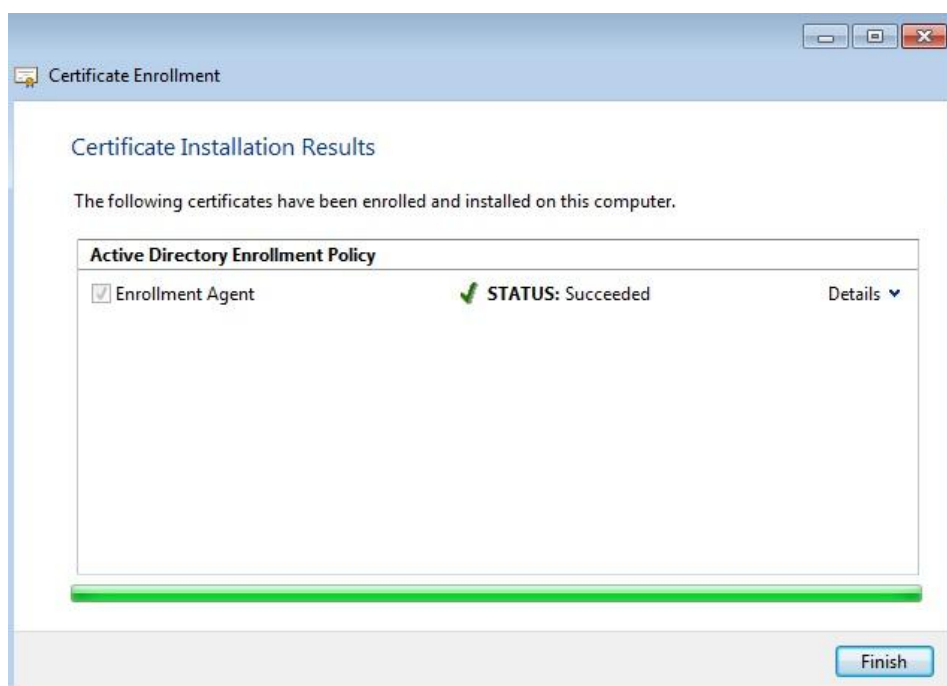 Certificate Enrollment
Certificate Installation Results
The following certificates have been enrolled and installed on this computer.
Active Directory Enrollment Policy
Enrollment Agent STATUS: Succeeded Details
Finish